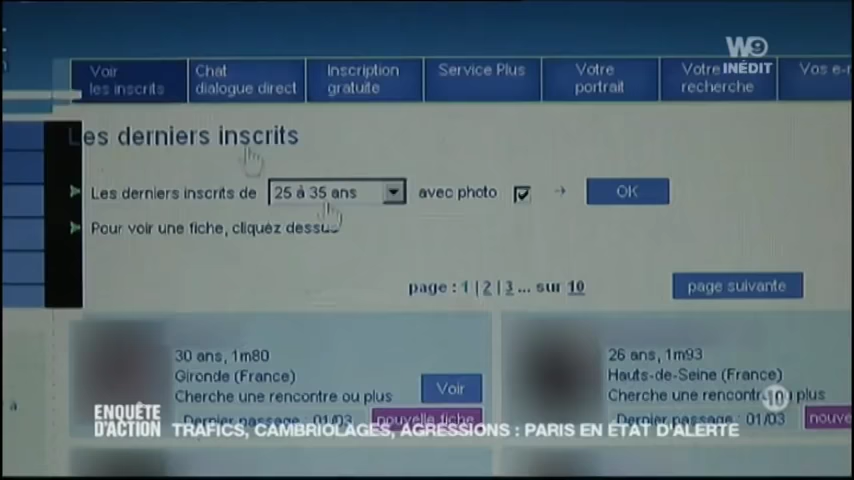 W9
INÉDIT
Voir
les inscrits
Chat
dialogue direct
Inscription
gratuite
Service Plus
Votre
portrait
Votre
recherche
Vos e-
Les derniers inscrits
Les derniers inscrits de 25 à 35 ans avec photo OK
Pour voir une fiche, cliquez dessus
page : 1 | 2 | 3 ... sur 10
page suivante
30 ans, 1m80
Gironde (France)
Cherche une rencontre ou plus
Voir
Dernier passage : 01/03 nouvelle fiche
26 ans, 1m93
Hauts-de-Seine (France)
Cherche une rencontre ou plus
Dernier passage : 01/03 nouve
-10
à
ENQUÊTE
D'ACTION
TRAFICS, CAMBRIOLAGES, AGRESSIONS : PARIS EN ÉTAT D'ALERTE